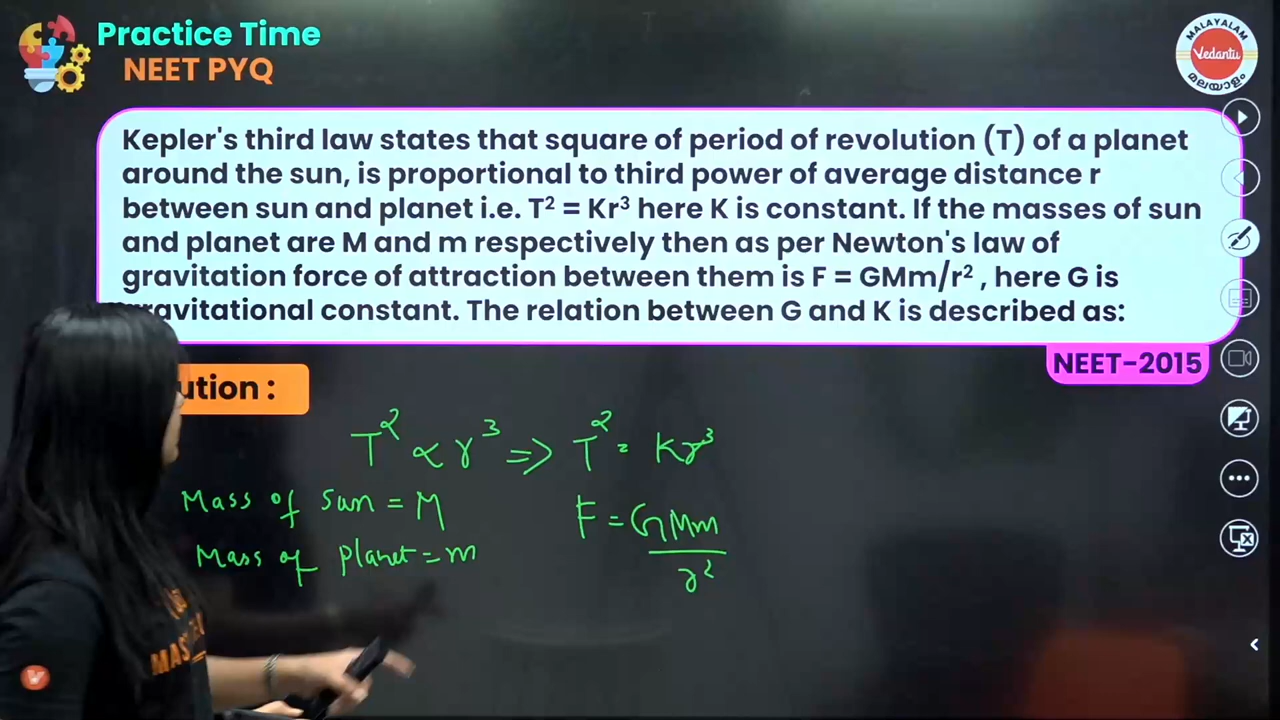 Practice Time
NEET PYQ
MALAYALAM
Vedantu
മലയാളം
Kepler's third law states that square of period of revolution (T) of a planet
around the sun, is proportional to third power of average distance r
between sun and planet i.e. T² = Kr³ here K is constant. If the masses of sun
and planet are M and m respectively then as per Newton's law of
gravitation force of attraction between them is F = GMm/r² , here G is
gravitational constant. The relation between G and K is described as:
NEET-2015
ution :
T² ∝ r³ => T² = Kr³
Mass of sun = M
F = GMm/r²
Mass of planet = m